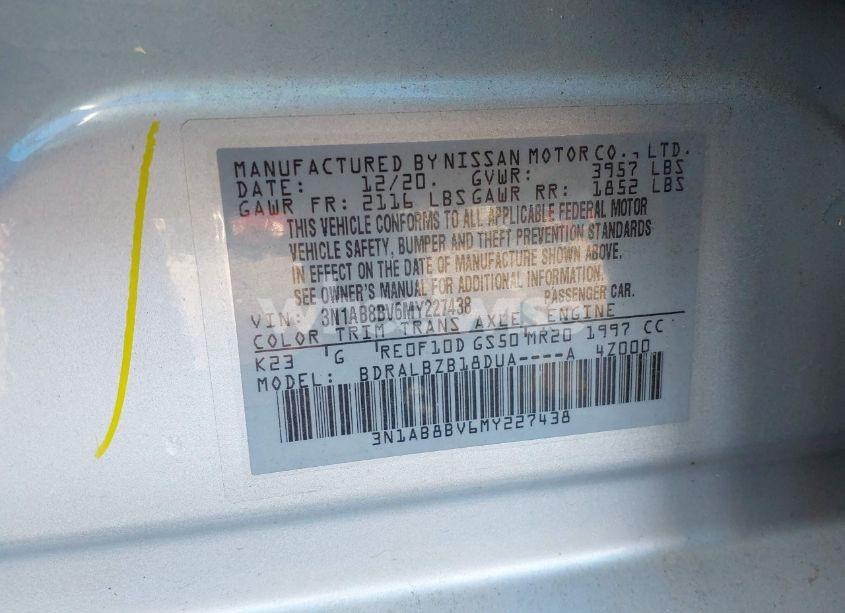 MANUFACTURED BY NISSAN MOTOR CO., LTD.
DATE: 12/20. GVWR: 3957 LBS
GAWR FR: 2116 LBS GAWR RR: 1852 LBS
THIS VEHICLE CONFORMS TO ALL APPLICABLE FEDERAL MOTOR
VEHICLE SAFETY, BUMPER AND THEFT PREVENTION STANDARDS
IN EFFECT ON THE DATE OF MANUFACTURE SHOWN ABOVE,
SEE OWNER'S MANUAL FOR ADDITIONAL INFORMATION.
VIN: 3N1AB8BV6MY227438 PASSENGER CAR.
COLOR TRIM TRANS AXLE ENGINE
K23 G RE0F10D GS50 MR20 1997 CC
MODEL: BDRALBZB18DUA----A 4Z000
3N1AB8BV6MY227438